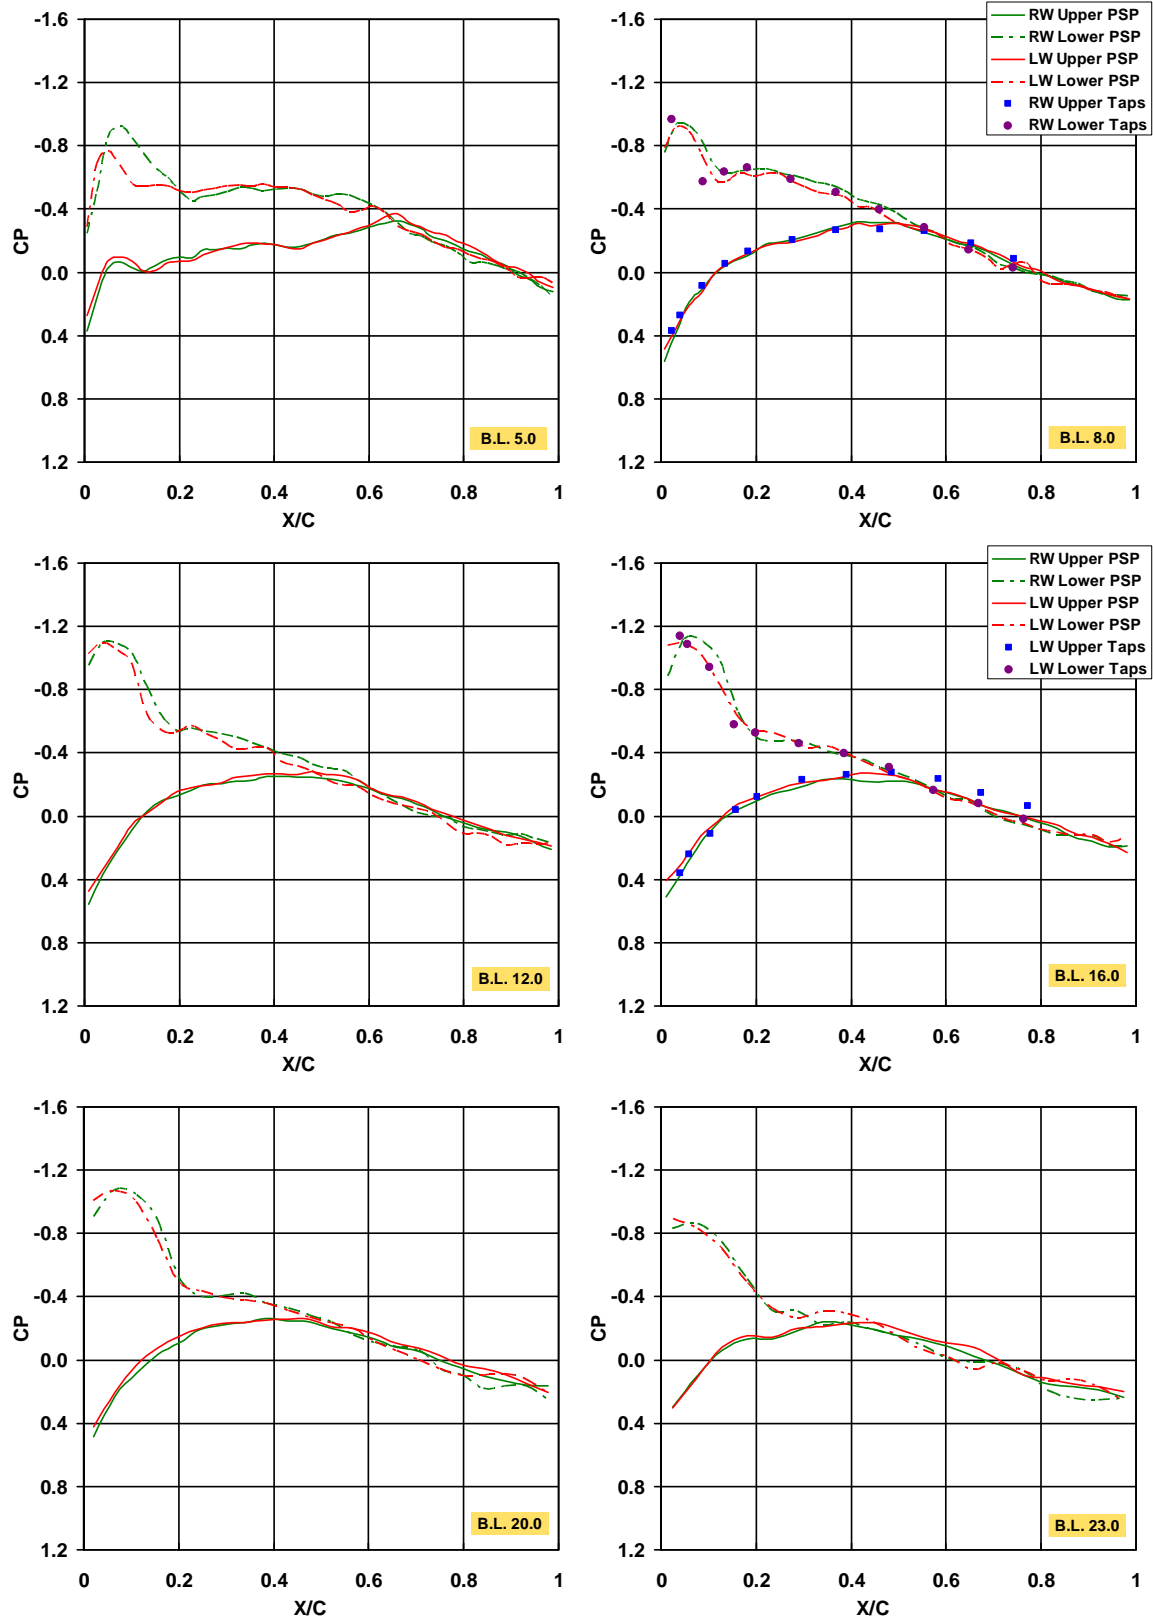 -1.6
-1.2
-0.8
-0.4
0.0
0.4
0.8
1.2
CP
0 0.2 0.4 0.6 0.8 1
X/C
B.L. 5.0
-1.6
-1.2
-0.8
-0.4
0.0
0.4
0.8
1.2
CP
0 0.2 0.4 0.6 0.8 1
X/C
B.L. 8.0
RW Upper PSP
RW Lower PSP
LW Upper PSP
LW Lower PSP
RW Upper Taps
RW Lower Taps
-1.6
-1.2
-0.8
-0.4
0.0
0.4
0.8
1.2
CP
0 0.2 0.4 0.6 0.8 1
X/C
B.L. 12.0
-1.6
-1.2
-0.8
-0.4
0.0
0.4
0.8
1.2
CP
0 0.2 0.4 0.6 0.8 1
X/C
B.L. 16.0
RW Upper PSP
RW Lower PSP
LW Upper PSP
LW Lower PSP
LW Upper Taps
LW Lower Taps
-1.6
-1.2
-0.8
-0.4
0.0
0.4
0.8
1.2
CP
0 0.2 0.4 0.6 0.8 1
X/C
B.L. 20.0
-1.6
-1.2
-0.8
-0.4
0.0
0.4
0.8
1.2
CP
0 0.2 0.4 0.6 0.8 1
X/C
B.L. 23.0